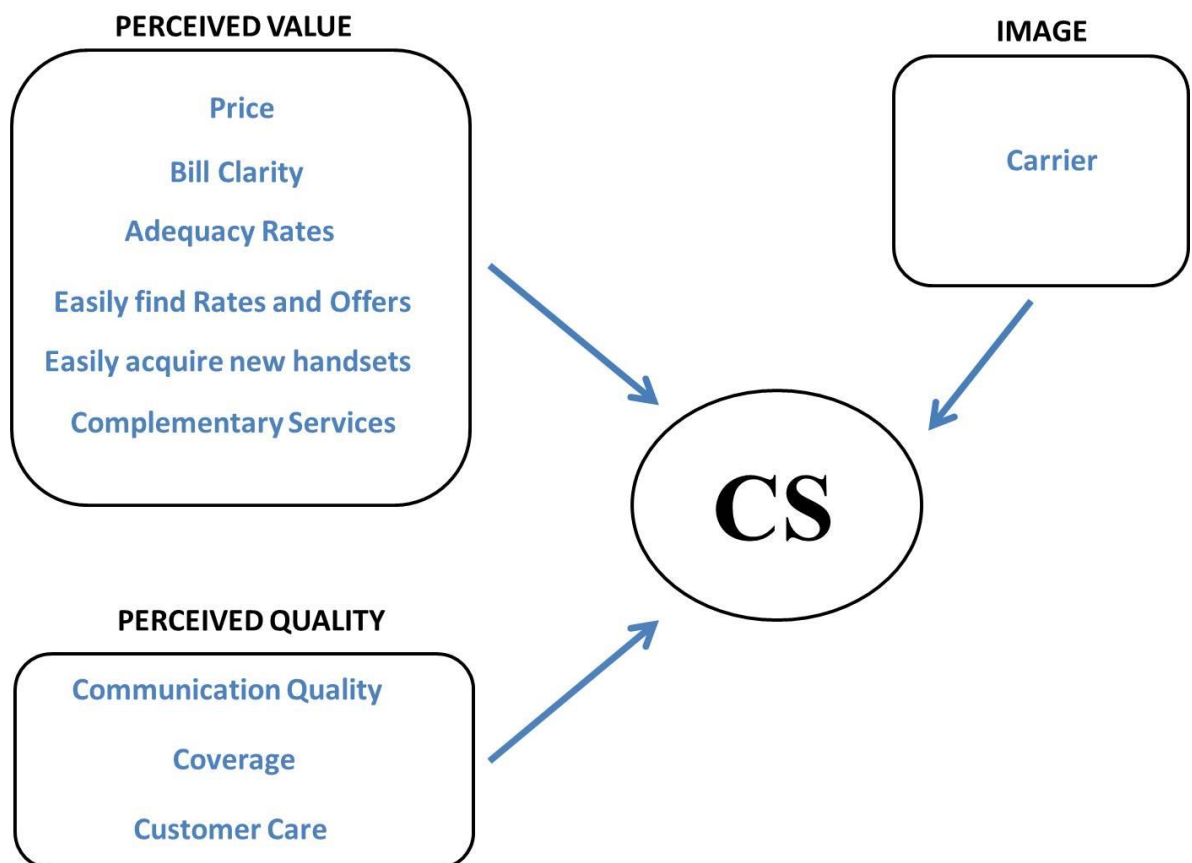 PERCEIVED VALUE
Price
Bill Clarity
Adequacy Rates
Easily find Rates and Offers
Easily acquire new handsets
Complementary Services
IMAGE
Carrier
CS
PERCEIVED QUALITY
Communication Quality
Coverage
Customer Care